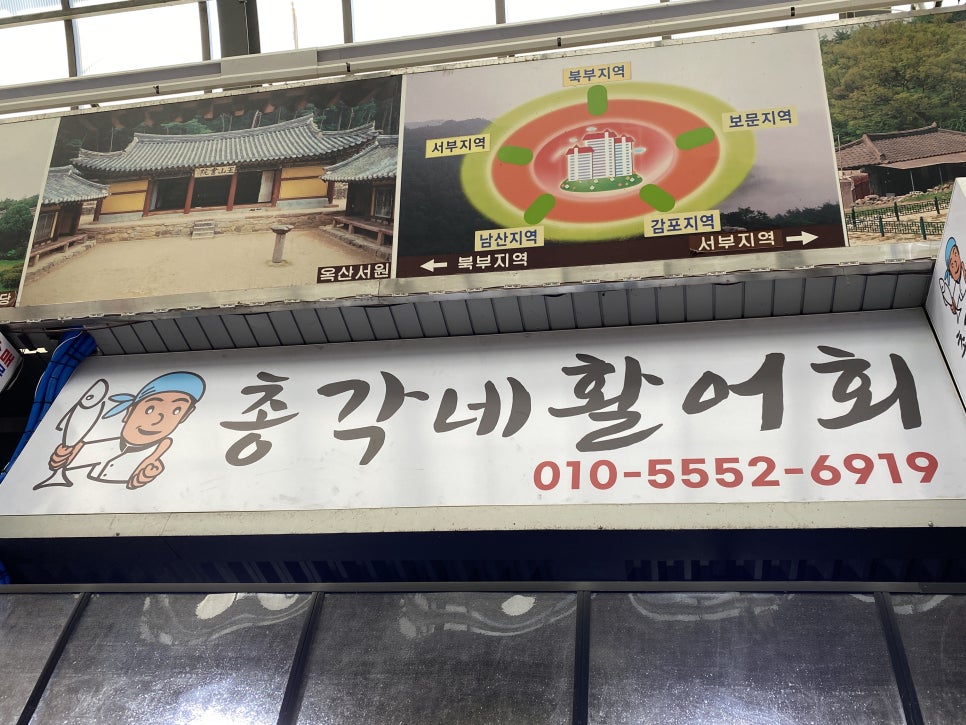 북부지역
서부지역
보문지역
남산지역
감포지역
← 북부지역
서부지역 →
옥산서원
당
총각네활어회
010-5552-6919